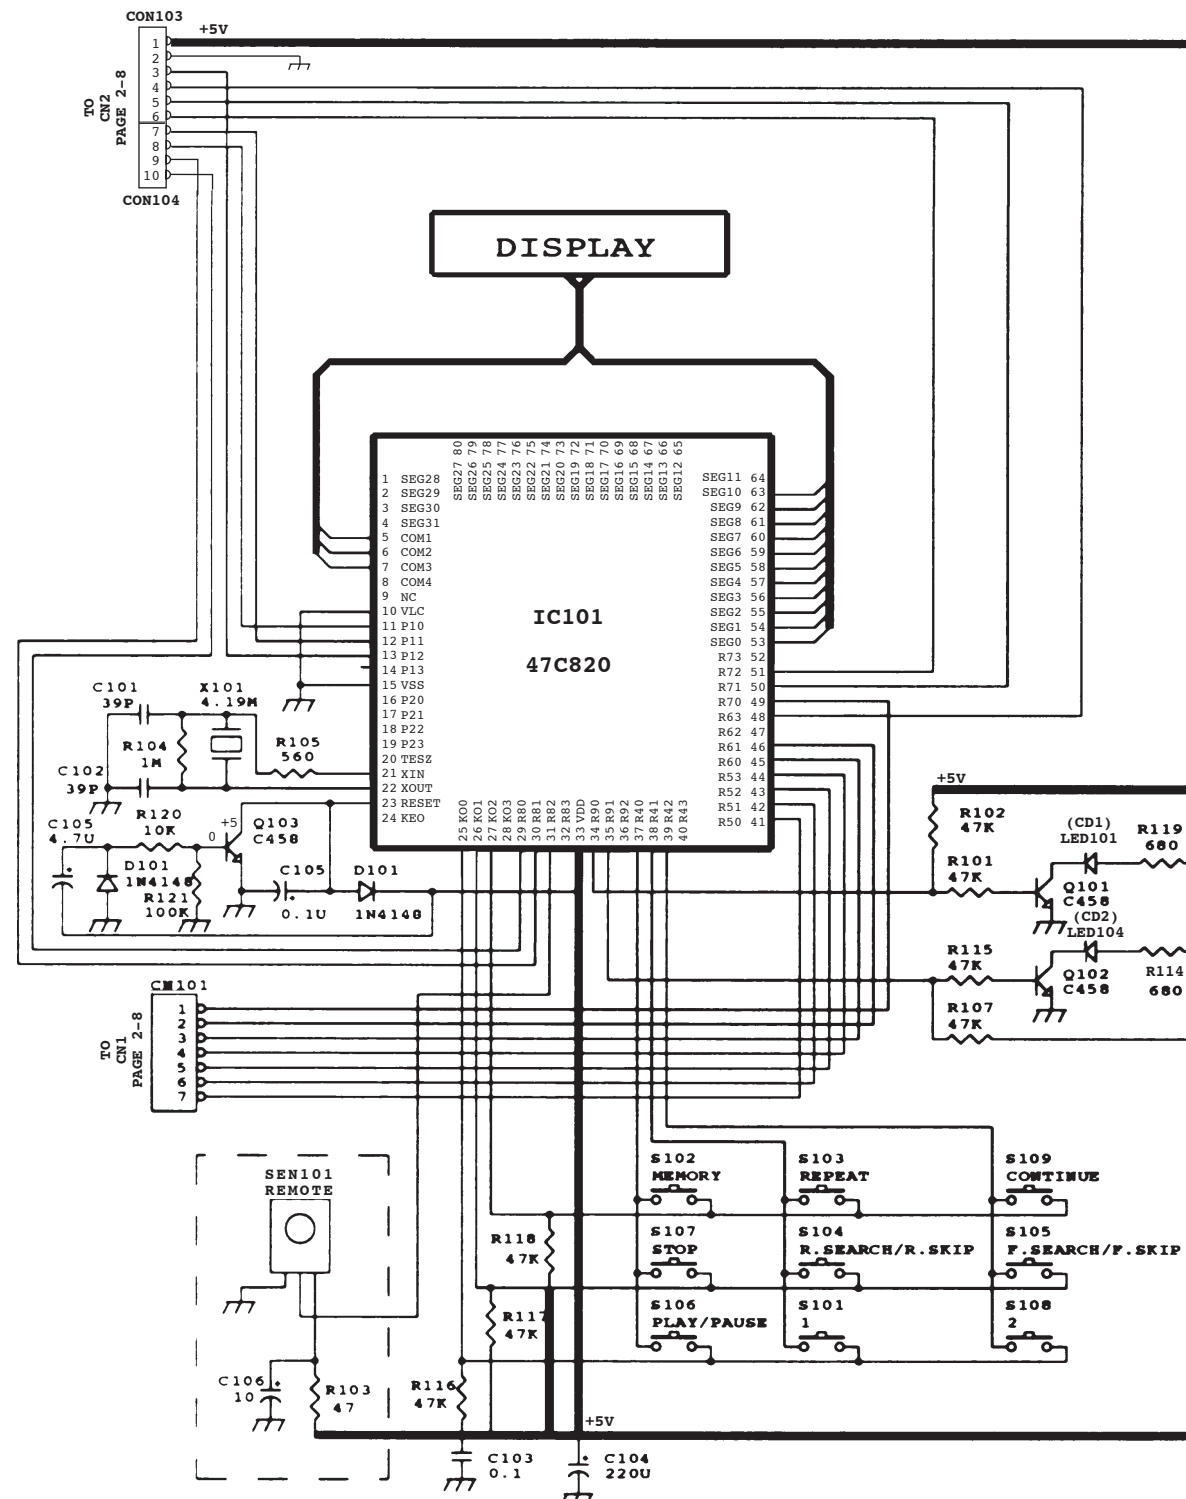 CON103
+5V
1
2
3
4
5
6
7
8
9
10
TO
CN2
PAGE 2-8
CON104
DISPLAY
SEG27 80
SEG26 79
SEG25 78
SEG24 77
SEG23 76
SEG22 75
SEG21 74
SEG20 73
SEG19 72
SEG18 71
SEG17 70
SEG16 69
SEG15 68
SEG14 67
SEG13 66
SEG12 65
1 SEG28
2 SEG29
3 SEG30
4 SEG31
5 COM1
6 COM2
7 COM3
8 COM4
9 NC
10 VLC
11 P10
12 P11
13 P12
14 P13
15 VSS
16 P20
17 P21
18 P22
19 P23
20 TESZ
21 XIN
22 XOUT
23 RESET
24 KEO
IC101
47C820
SEG11 64
SEG10 63
SEG9 62
SEG8 61
SEG7 60
SEG6 59
SEG5 58
SEG4 57
SEG3 56
SEG2 55
SEG1 54
SEG0 53
R73 52
R72 51
R71 50
R70 49
R63 48
R62 47
R61 46
R60 45
R53 44
R52 43
R51 42
R50 41
25 KO0
26 KO1
27 KO2
28 KO3
29 R80
30 R81
31 R82
32 R83
33 VDD
34 R90
35 R91
36 R92
37 R40
38 R41
39 R42
40 R43
C101
39P
X101
4.19M
R104
1M
R105
560
C102
39P
C105
4.7U
R120
10K
0
+5
Q103
C458
D101
1N4148
R121
100K
C105
0.1U
D101
1N4148
+5V
R102
47K
(CD1)
LED101
R119
680
R101
47K
Q101
C458
(CD2)
LED104
R115
47K
Q102
C458
R114
680
R107
47K
CM101
1
2
3
4
5
6
7
TO
CN1
PAGE 2-8
SEN101
REMOTE
C106
10
R103
47
R118
47K
R117
47K
R116
47K
S102
MEMORY
S103
REPEAT
S109
CONTINUE
S107
STOP
S104
R.SEARCH/R.SKIP
S105
F.SEARCH/F.SKIP
S106
PLAY/PAUSE
S101
1
S108
2
+5V
C103
0.1
C104
220U